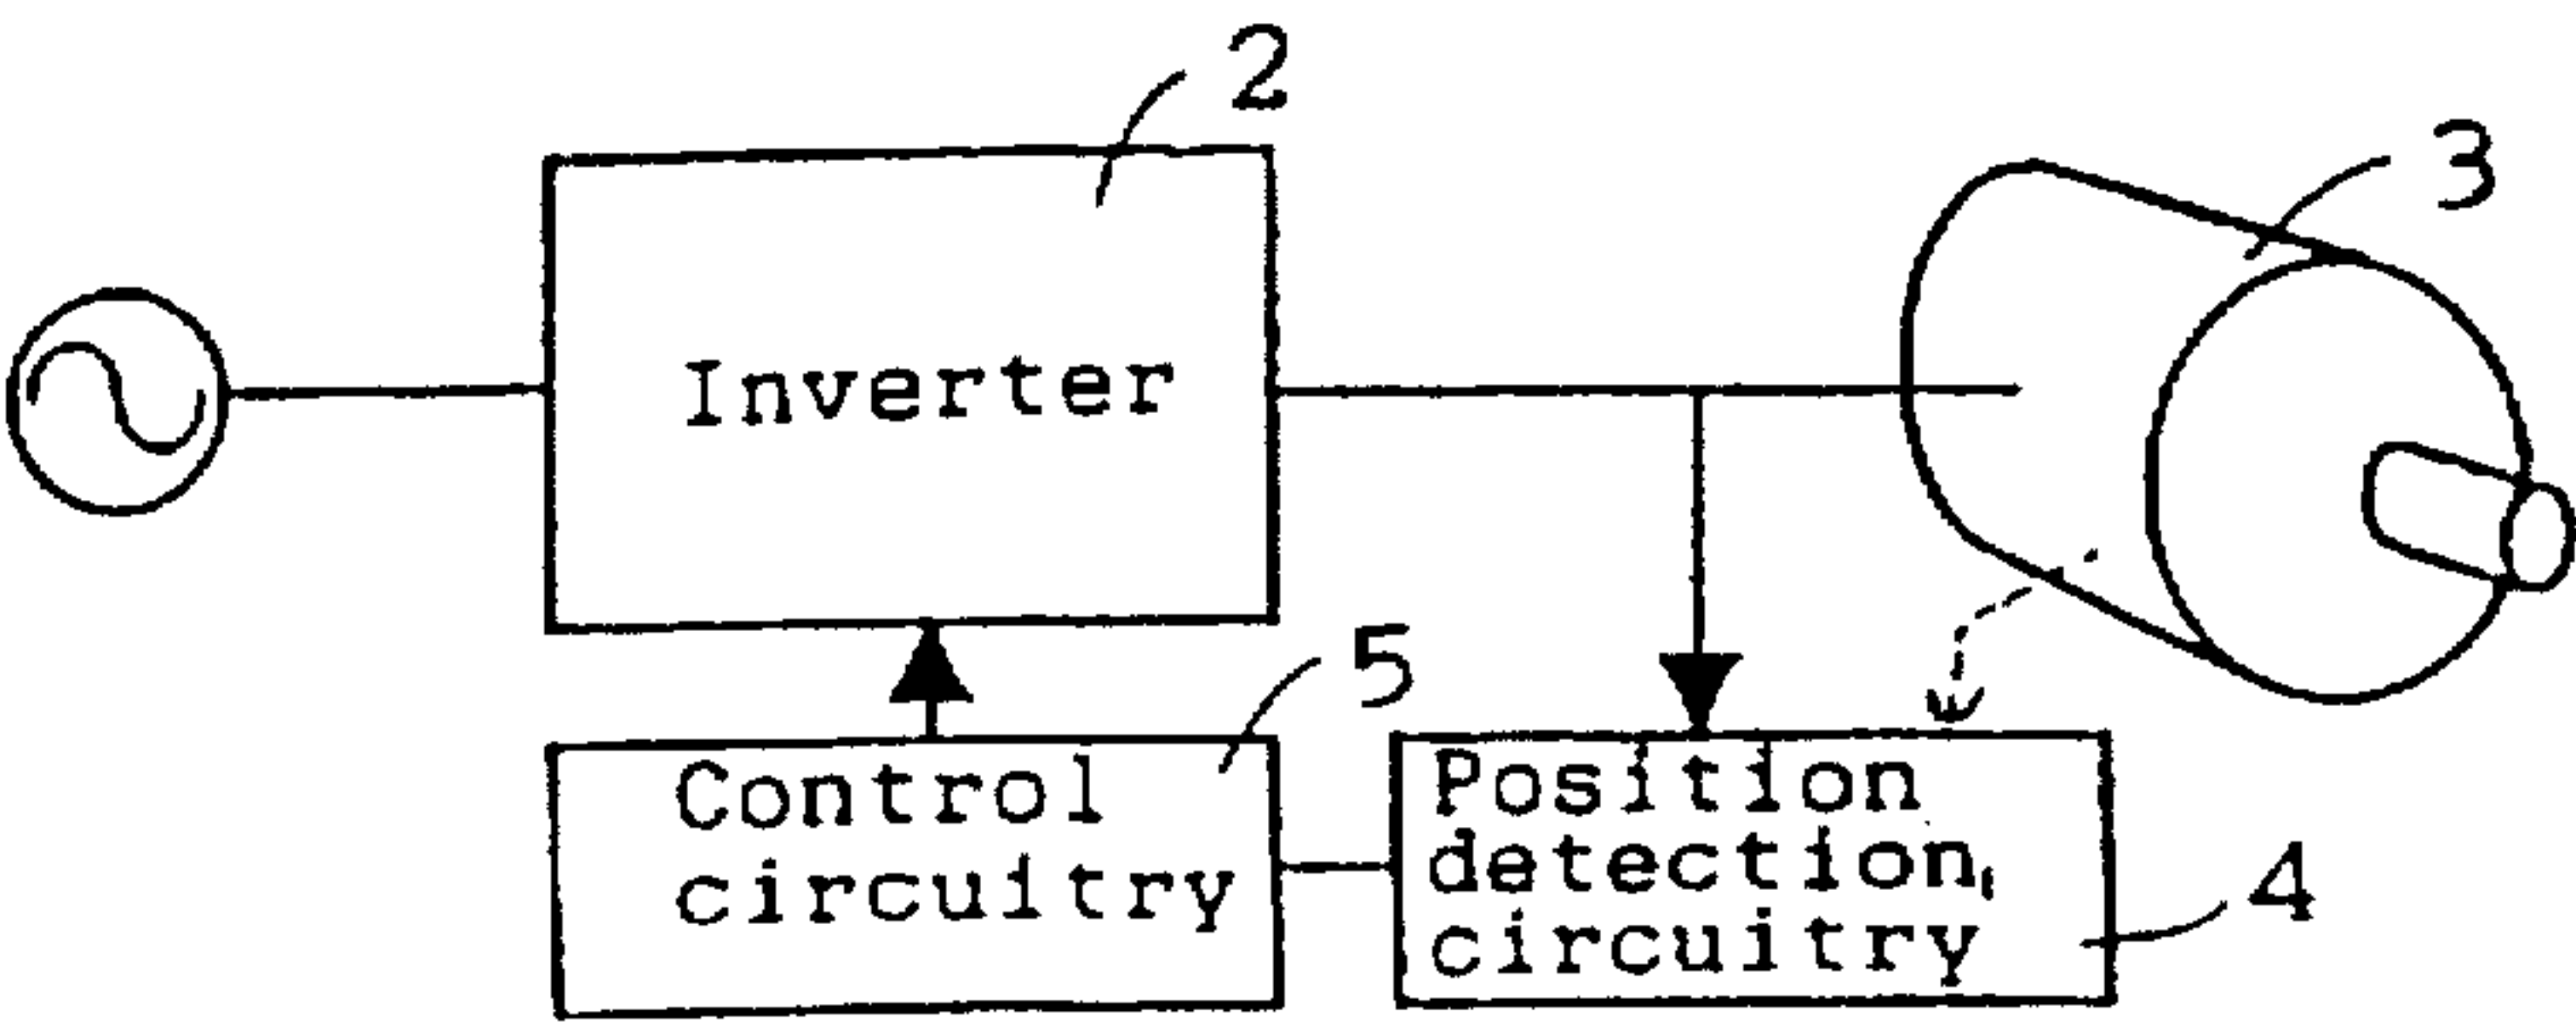 2
3
Inverter
5
Control
circuitry
Position
detection
circuitry
4